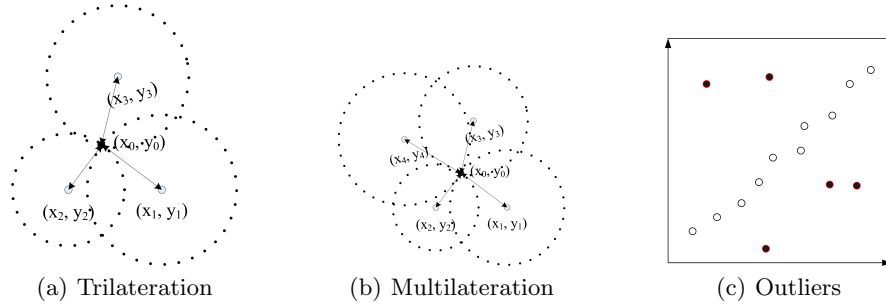 (x₃, y₃)
(x₀, y₀)
(x₂, y₂)
(x₁, y₁)
(a) Trilateration
(x₃, y₃)
(x₄, y₄)
(x₀, y₀)
(x₂, y₂)
(x₁, y₁)
(b) Multilateration
(c) Outliers